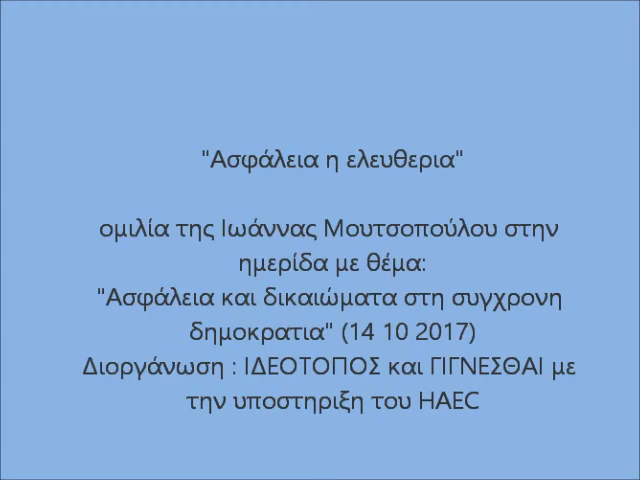 "Ασφάλεια η ελευθερια"
ομιλία της Ιωάννας Μουτσοπούλου στην
ημερίδα με θέμα:
"Ασφάλεια και δικαιώματα στη συγχρονη
δημοκρατια" (14 10 2017)
Διοργάνωση : ΙΔΕΟΤΟΠΟΣ και ΓΙΓΝΕΣΘΑΙ με
την υποστηριξη του HAEC